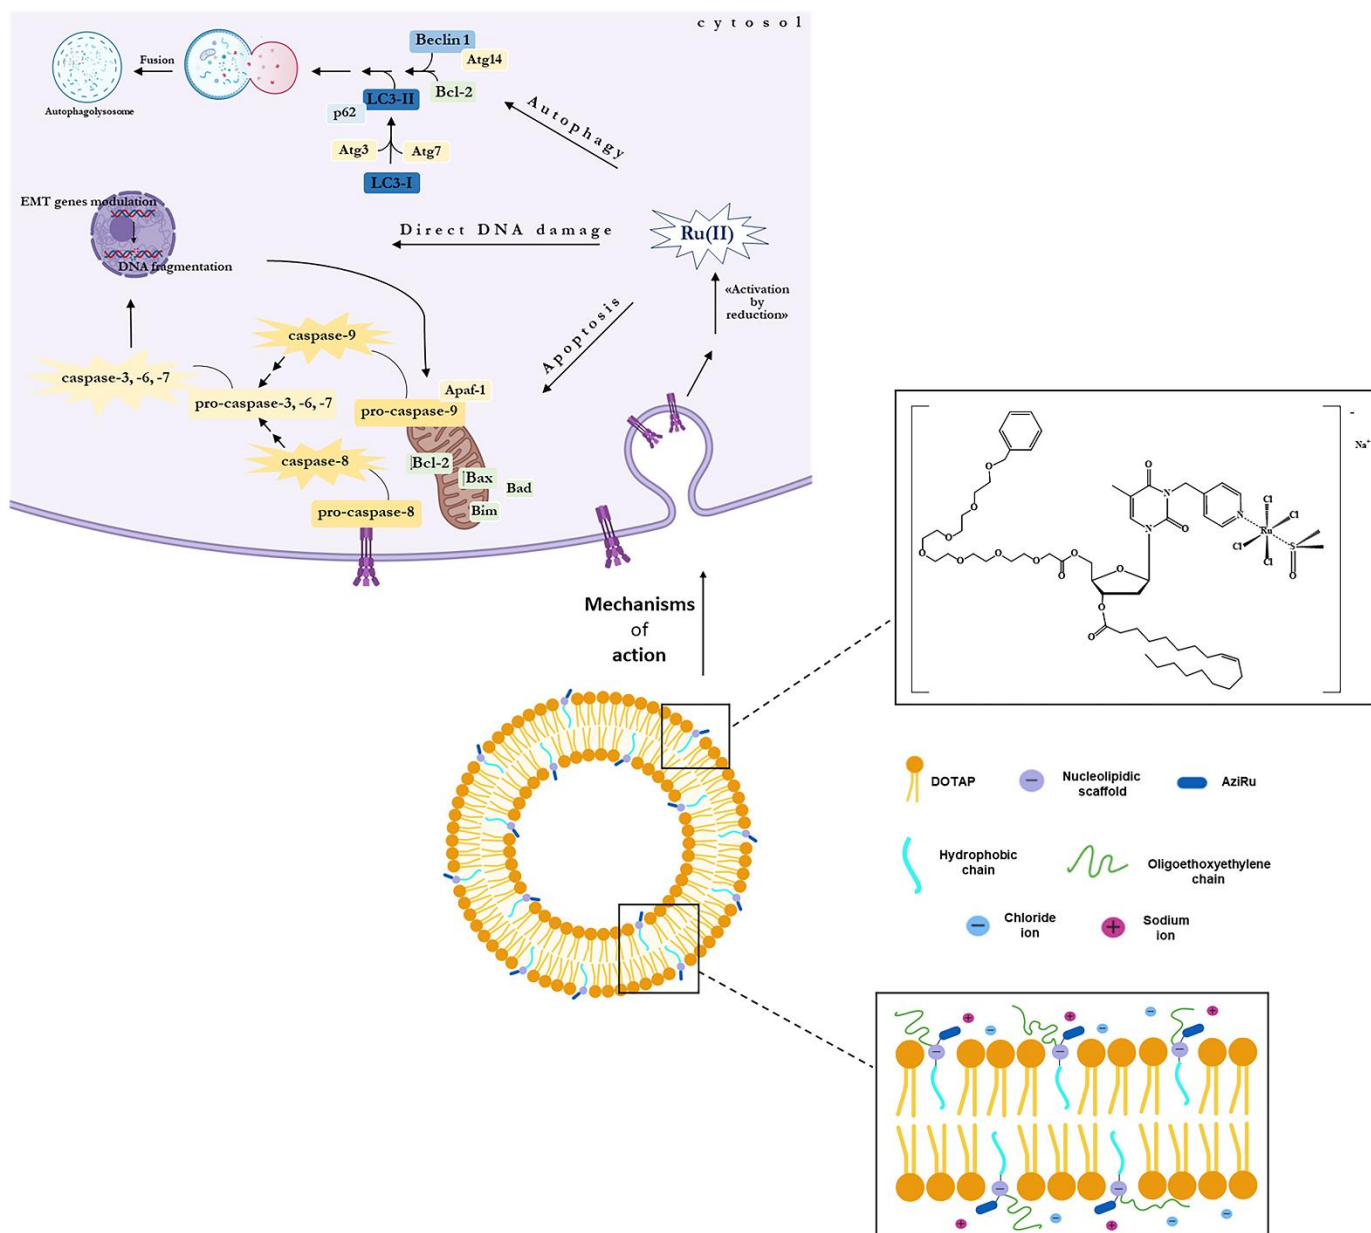 cytosol
Beclin 1
Atg14
Fusion
Bcl-2
LC3-II
p62
Autophagolysosome
Autophagy
Atg3
Atg7
LC3-I
EMT genes modulation
Direct DNA damage
Ru(II)
DNA fragmentation
«Activation
by
reduction»
caspase-9
Apoptosis
caspase-3, -6, -7
Apaf-1
pro-caspase-3, -6, -7
pro-caspase-9
caspase-8
Bcl-2
Bax
Bad
pro-caspase-8
Bim
Mechanisms
of
action
-
Na+
O
O
O
O
O
O
O
O
O
O
N
N
O
O
O
O
O
N
Cl
Cl
Ru
Cl
Cl
S
O
DOTAP
Nucleolipidic
scaffold
AziRu
Hydrophobic
chain
Oligoethoxyethylene
chain
Chloride
ion
Sodium
ion